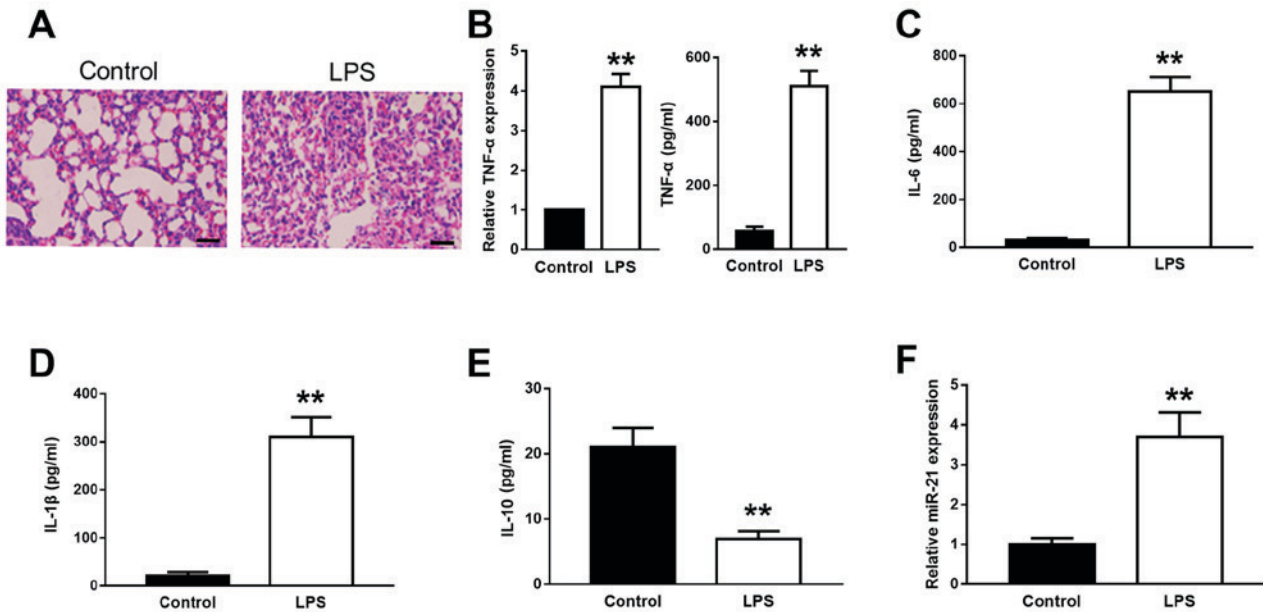 A
Control
LPS
B
Relative TNF-α expression
5
4
3
2
1
0
**
Control
LPS
TNF-α (pg/ml)
600
400
200
0
**
Control
LPS
C
IL-6 (pg/ml)
800
600
400
200
0
**
Control
LPS
D
IL-1β (pg/ml)
400
300
200
100
0
**
Control
LPS
E
IL-10 (pg/ml)
30
20
10
0
**
Control
LPS
F
Relative miR-21 expression
5
4
3
2
1
0
**
Control
LPS